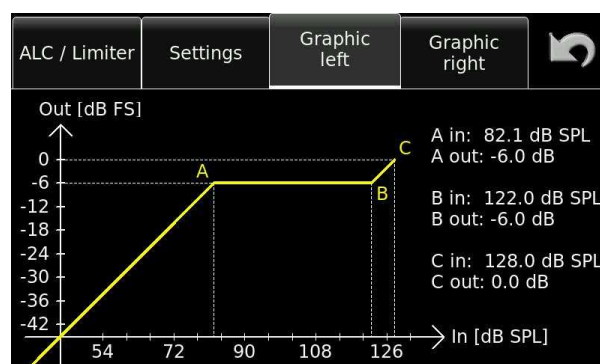 ALC / Limiter
Settings
Graphic
left
Graphic
right
Out [dB FS]
0
-6
-12
-18
-24
-30
-36
-42
A
B
C
A in: 82.1 dB SPL
A out: -6.0 dB
B in: 122.0 dB SPL
B out: -6.0 dB
C in: 128.0 dB SPL
C out: 0.0 dB
In [dB SPL]
54 72 90 108 126